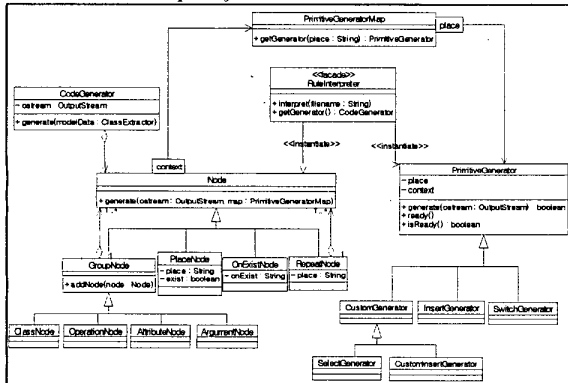 PrimitiveGeneratorMap
+ getGenerator(place : String) : PrimitiveGenerator
place
CodeGenerator
- ostream OutputStream
+ generate(modelData : ClassExtractor)
<<facade>>
RuleInterpreter
+ interpret(filename : String)
+ getGenerator() : CodeGenerator
<<instantiate>>
<<instantiate>>
context
Node
+ generate(ostream : OutputStream map : PrimitiveGeneratorMap)
PrimitiveGenerator
- place
- context
+ generate(ostream : OutputStream) boolean
+ ready()
+ isReady() : boolean
GroupNode
+ addNode(node Node)
PlaceNode
- place : String
- exist boolean
OnExistNode
- onExist String
RepeatNode
- place : String
ClassNode
OperationNode
AttributeNode
ArgumentNode
CustomGenerator
InsertGenerator
SwitchGenerator
SelectGenerator
CustomInsertGenerator